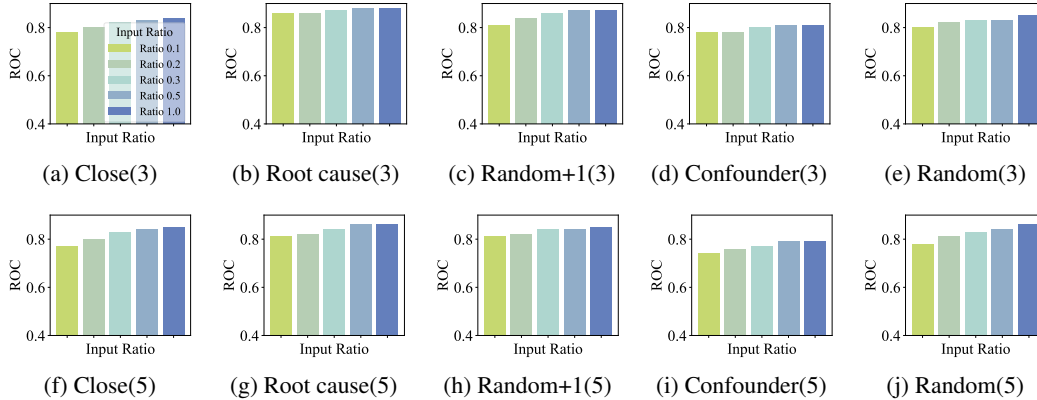 ROC
0.8
0.6
0.4
Input Ratio
Ratio 0.1
Ratio 0.2
Ratio 0.3
Ratio 0.5
Ratio 1.0
Input Ratio
(a) Close(3)
ROC
0.8
0.6
0.4
Input Ratio
(b) Root cause(3)
ROC
0.8
0.6
0.4
Input Ratio
(c) Random+1(3)
ROC
0.8
0.6
0.4
Input Ratio
(d) Confounder(3)
ROC
0.8
0.6
0.4
Input Ratio
(e) Random(3)
ROC
0.8
0.6
0.4
Input Ratio
(f) Close(5)
ROC
0.8
0.6
0.4
Input Ratio
(g) Root cause(5)
ROC
0.8
0.6
0.4
Input Ratio
(h) Random+1(5)
ROC
0.8
0.6
0.4
Input Ratio
(i) Confounder(5)
ROC
0.8
0.6
0.4
Input Ratio
(j) Random(5)